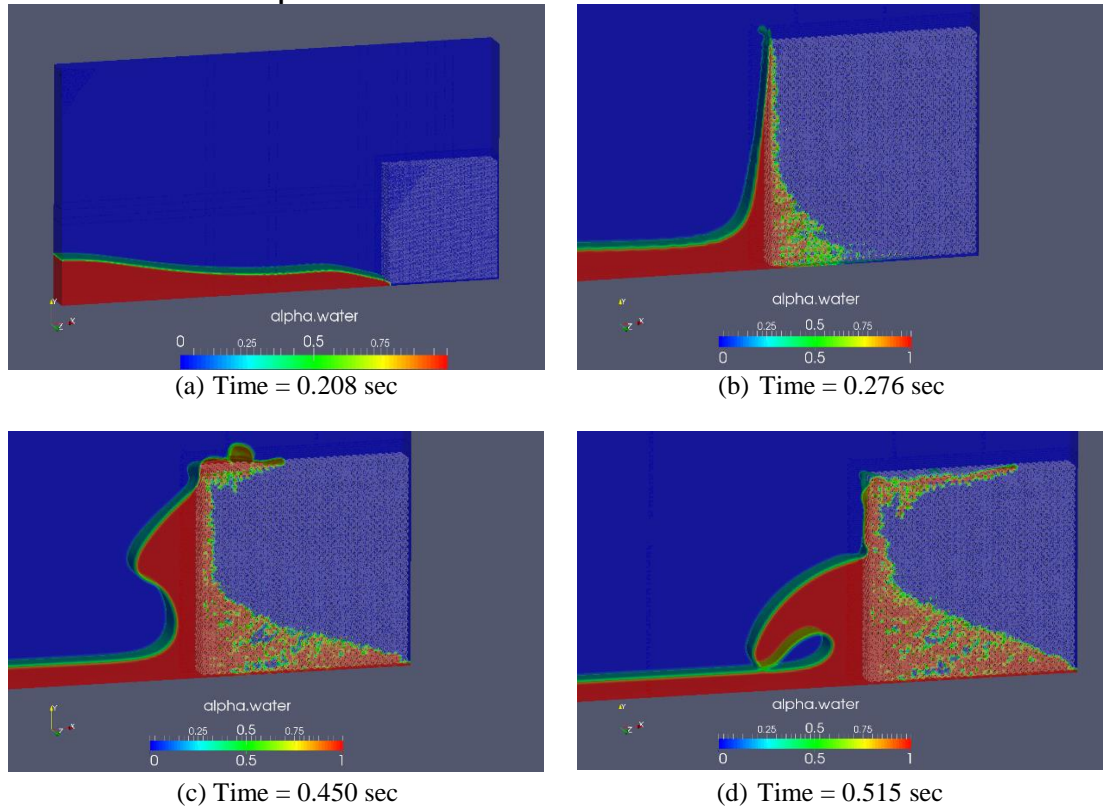 alpha.water
0 0.25 0.5 0.75
(a) Time = 0.208 sec
alpha.water
0.25 0.5 0.75
0 0.5 1
(b) Time = 0.276 sec
alpha.water
0.25 0.5 0.75
0 0.5 1
(c) Time = 0.450 sec
alpha.water
0.25 0.5 0.75
0 0.5 1
(d) Time = 0.515 sec